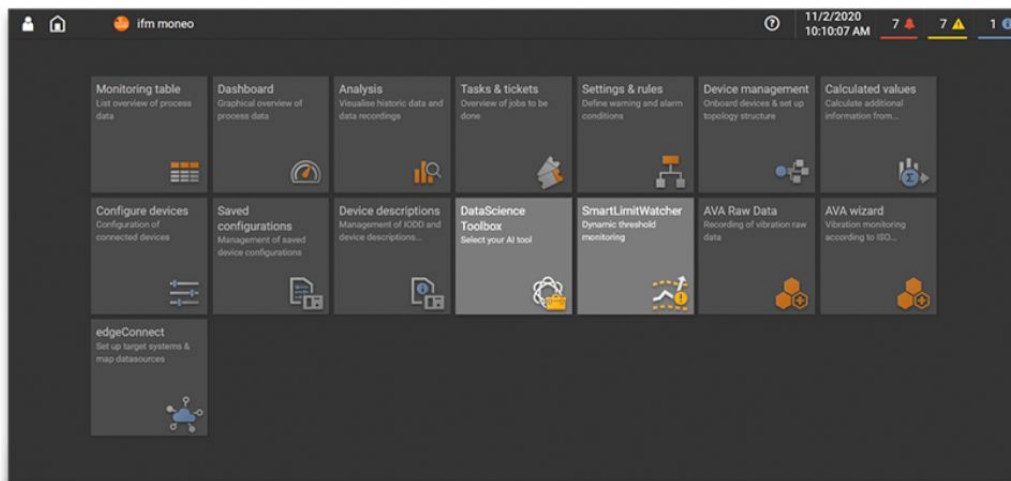 ifm moneo
11/2/2020
10:10:07 AM
7
7
1
Monitoring table
List overview of process
data
Dashboard
Graphical overview of
process data
Analysis
Visualise historic data and
data recordings
Tasks & tickets
Overview of jobs to be
done
Settings & rules
Define warning and alarm
conditions
Device management
Onboard devices & set up
topology structure
Calculated values
Calculate additional
information from...
Configure devices
Configuration of
connected devices
Saved
configurations
Management of saved
device configurations
Device descriptions
Management of IODD and
device descriptions...
DataScience
Toolbox
Select your AI tool
SmartLimitWatcher
Dynamic threshold
monitoring
AVA Raw Data
Recording of vibration raw
data
AVA wizard
Vibration monitoring
according to ISO...
edgeConnect
Set up target systems &
map datasources